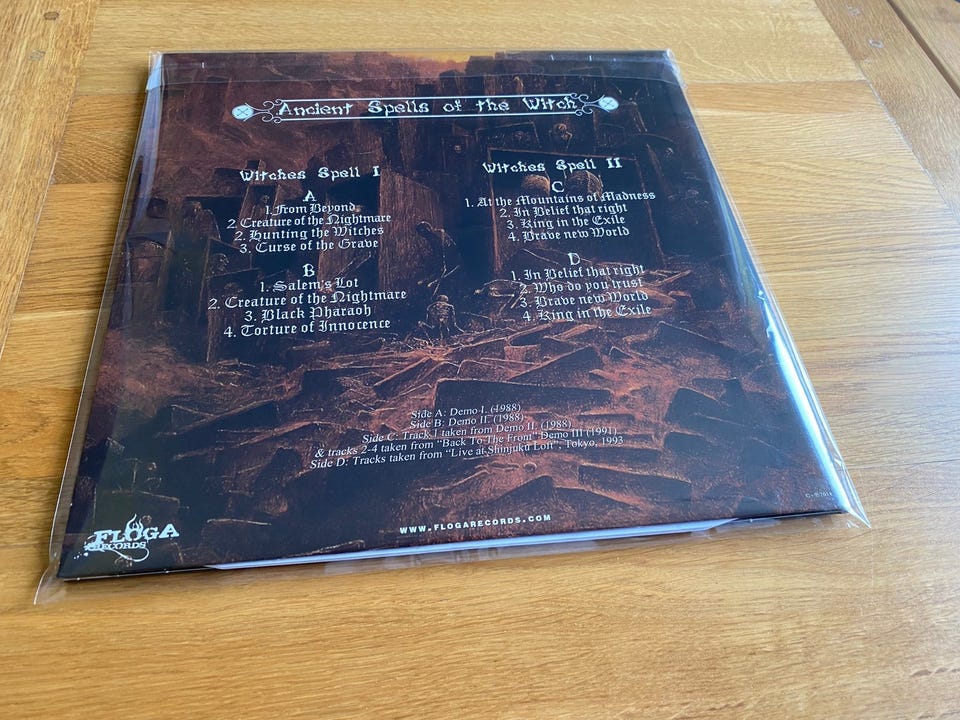 Ancient Spells of the Witch
Witches Spell I
A
1. From Beyond
2. Creature of the Nightmare
2. Hunting the Witches
3. Curse of the Grave
B
1. Salem's Lot
2. Creature of the Nightmare
3. Black Pharaoh
4. Torture of Innocence
Witches Spell II
C
1. At the Mountains of Madness
2. In Belief that right
3. King in the Exile
4. Brave new World
D
1. In Belief that right
2. Who do you trust
3. Brave new World
4. King in the Exile
Side A: Demo I. (1988)
Side B: Demo II. (1988)
Side C: Track 1 taken from Demo II. (1988)
& tracks 2-4 taken from "Back To The Front" Demo III (1991)
Side D: Tracks taken from "Live at Shinjuku Loft", Tokyo, 1993
FLOGA
RECORDS
WWW.FLOGARECORDS.COM